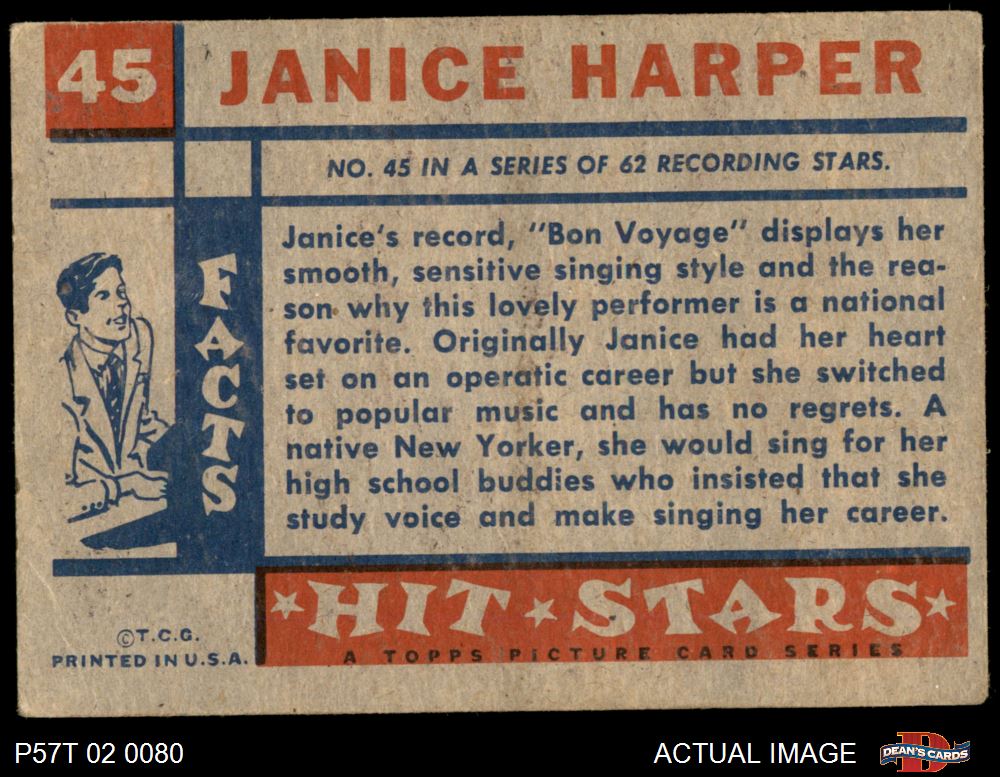 45
JANICE HARPER
NO. 45 IN A SERIES OF 62 RECORDING STARS.
FACTS
Janice's record, "Bon Voyage" displays her
smooth, sensitive singing style and the rea-
son why this lovely performer is a national
favorite. Originally Janice had her heart
set on an operatic career but she switched
to popular music and has no regrets. A
native New Yorker, she would sing for her
high school buddies who insisted that she
study voice and make singing her career.
HIT STARS
A TOPPS PICTURE CARD SERIES
©T.C.G.
PRINTED IN U.S.A.
P57T 02 0080
ACTUAL IMAGE
D
DEAN'S CARDS